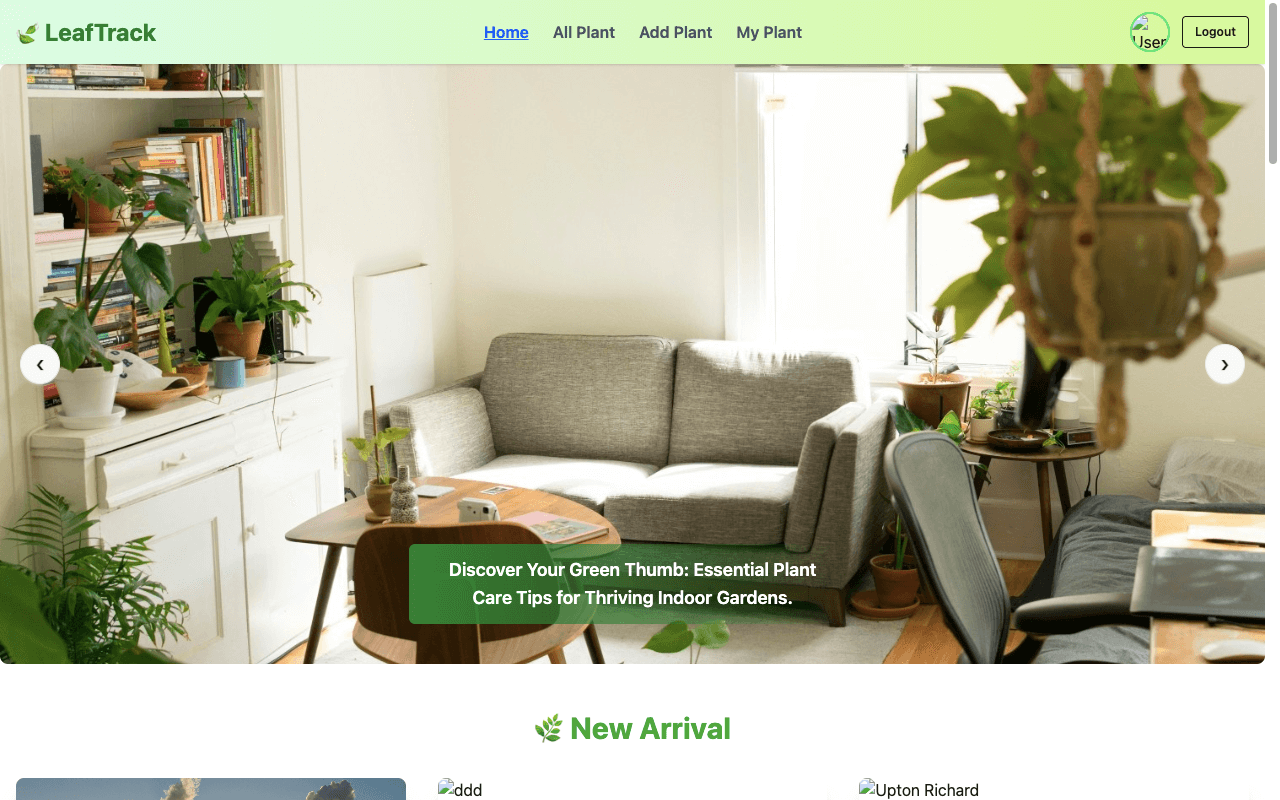 LeafTrack
Home
All Plant
Add Plant
My Plant
User
Logout
‹
›
Discover Your Green Thumb: Essential Plant
Care Tips for Thriving Indoor Gardens.
New Arrival
ddd
Upton Richard